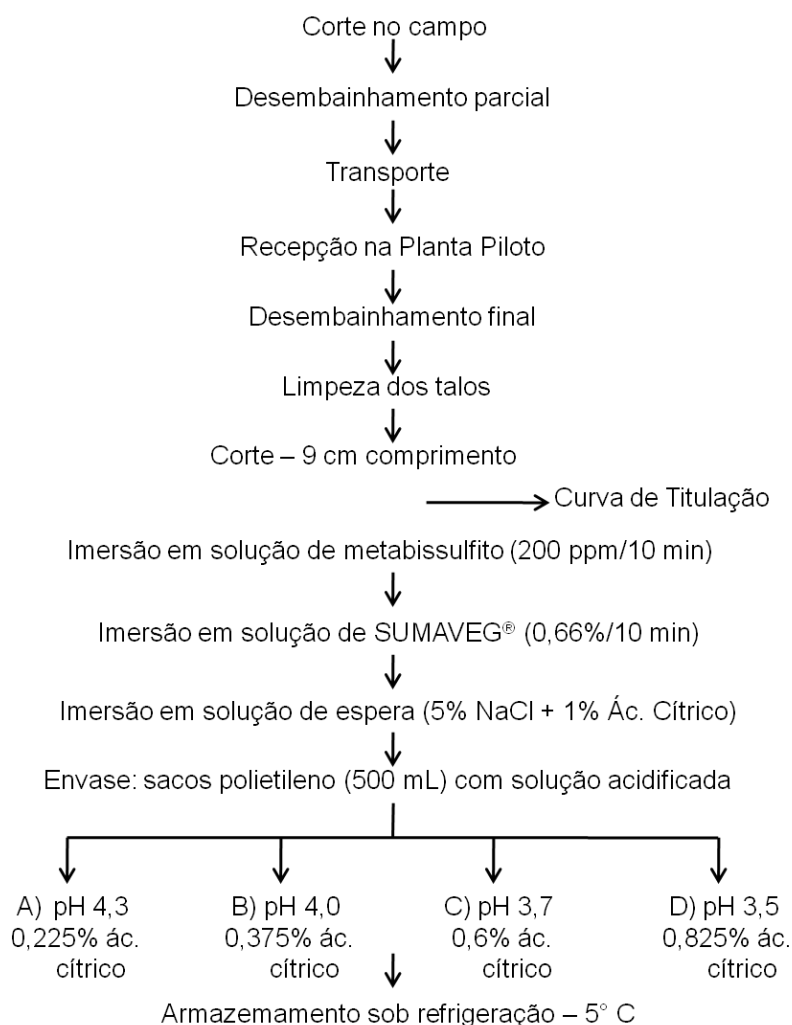 Corte no campo
Desembainhamento parcial
Transporte
Recepção na Planta Piloto
Desembainhamento final
Limpeza dos talos
Corte – 9 cm comprimento
Curva de Titulação
Imersão em solução de metabissulfito (200 ppm/10 min)
Imersão em solução de SUMAVEG® (0,66%/10 min)
Imersão em solução de espera (5% NaCl + 1% Ác. Cítrico)
Envase: sacos polietileno (500 mL) com solução acidificada
A) pH 4,3
0,225% ác.
cítrico
B) pH 4,0
0,375% ác.
cítrico
C) pH 3,7
0,6% ác.
cítrico
D) pH 3,5
0,825% ác.
cítrico
Armazemamento sob refrigeração – 5° C